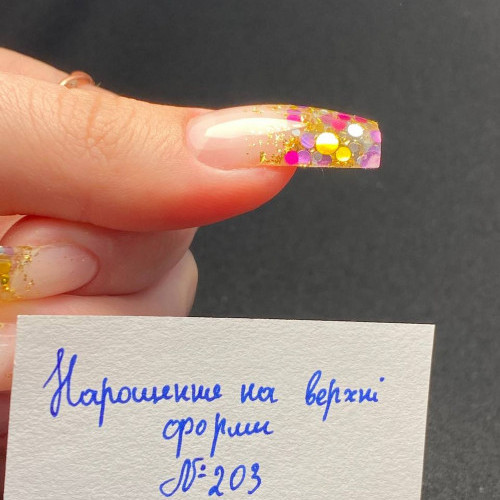 Нарощення на верхні
форми
№203